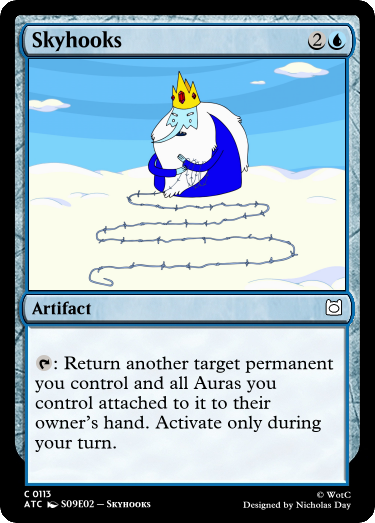 Skyhooks 2
Artifact
: Return another target permanent
you control and all Auras you
control attached to it to their
owner's hand. Activate only during
your turn.
C 0113 © WotC
ATC S09E02 — Skyhooks Designed by Nicholas Day